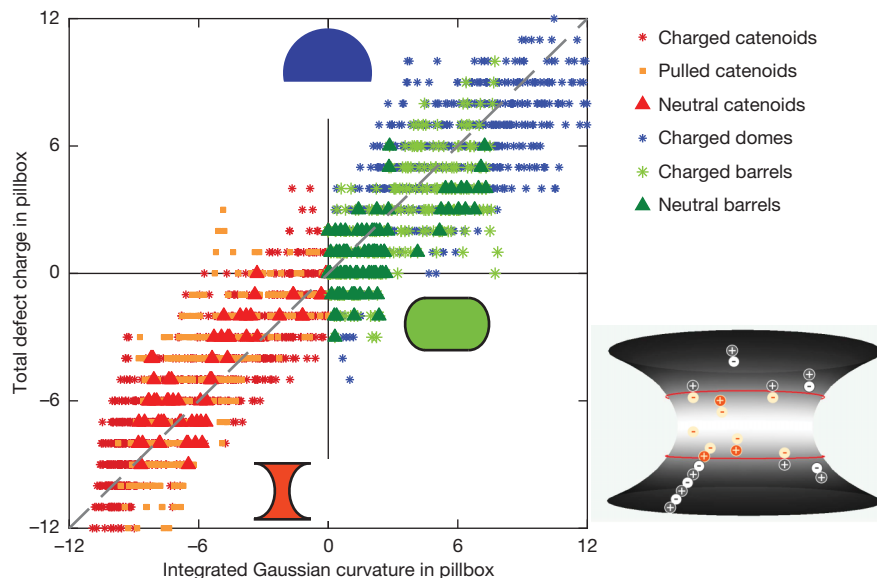 Total defect charge in pillbox
12
6
0
−6
−12
−12
−6
0
6
12
Integrated Gaussian curvature in pillbox
Charged catenoids
Pulled catenoids
Neutral catenoids
Charged domes
Charged barrels
Neutral barrels